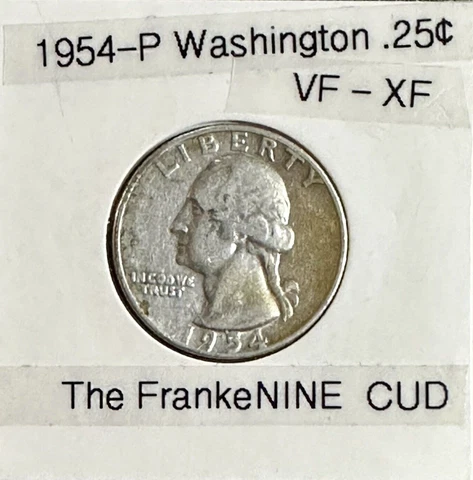 1954-P Washington .25¢
VF - XF
LIBERTY
IN GOD WE
TRUST
1954
The FrankeNINE CUD